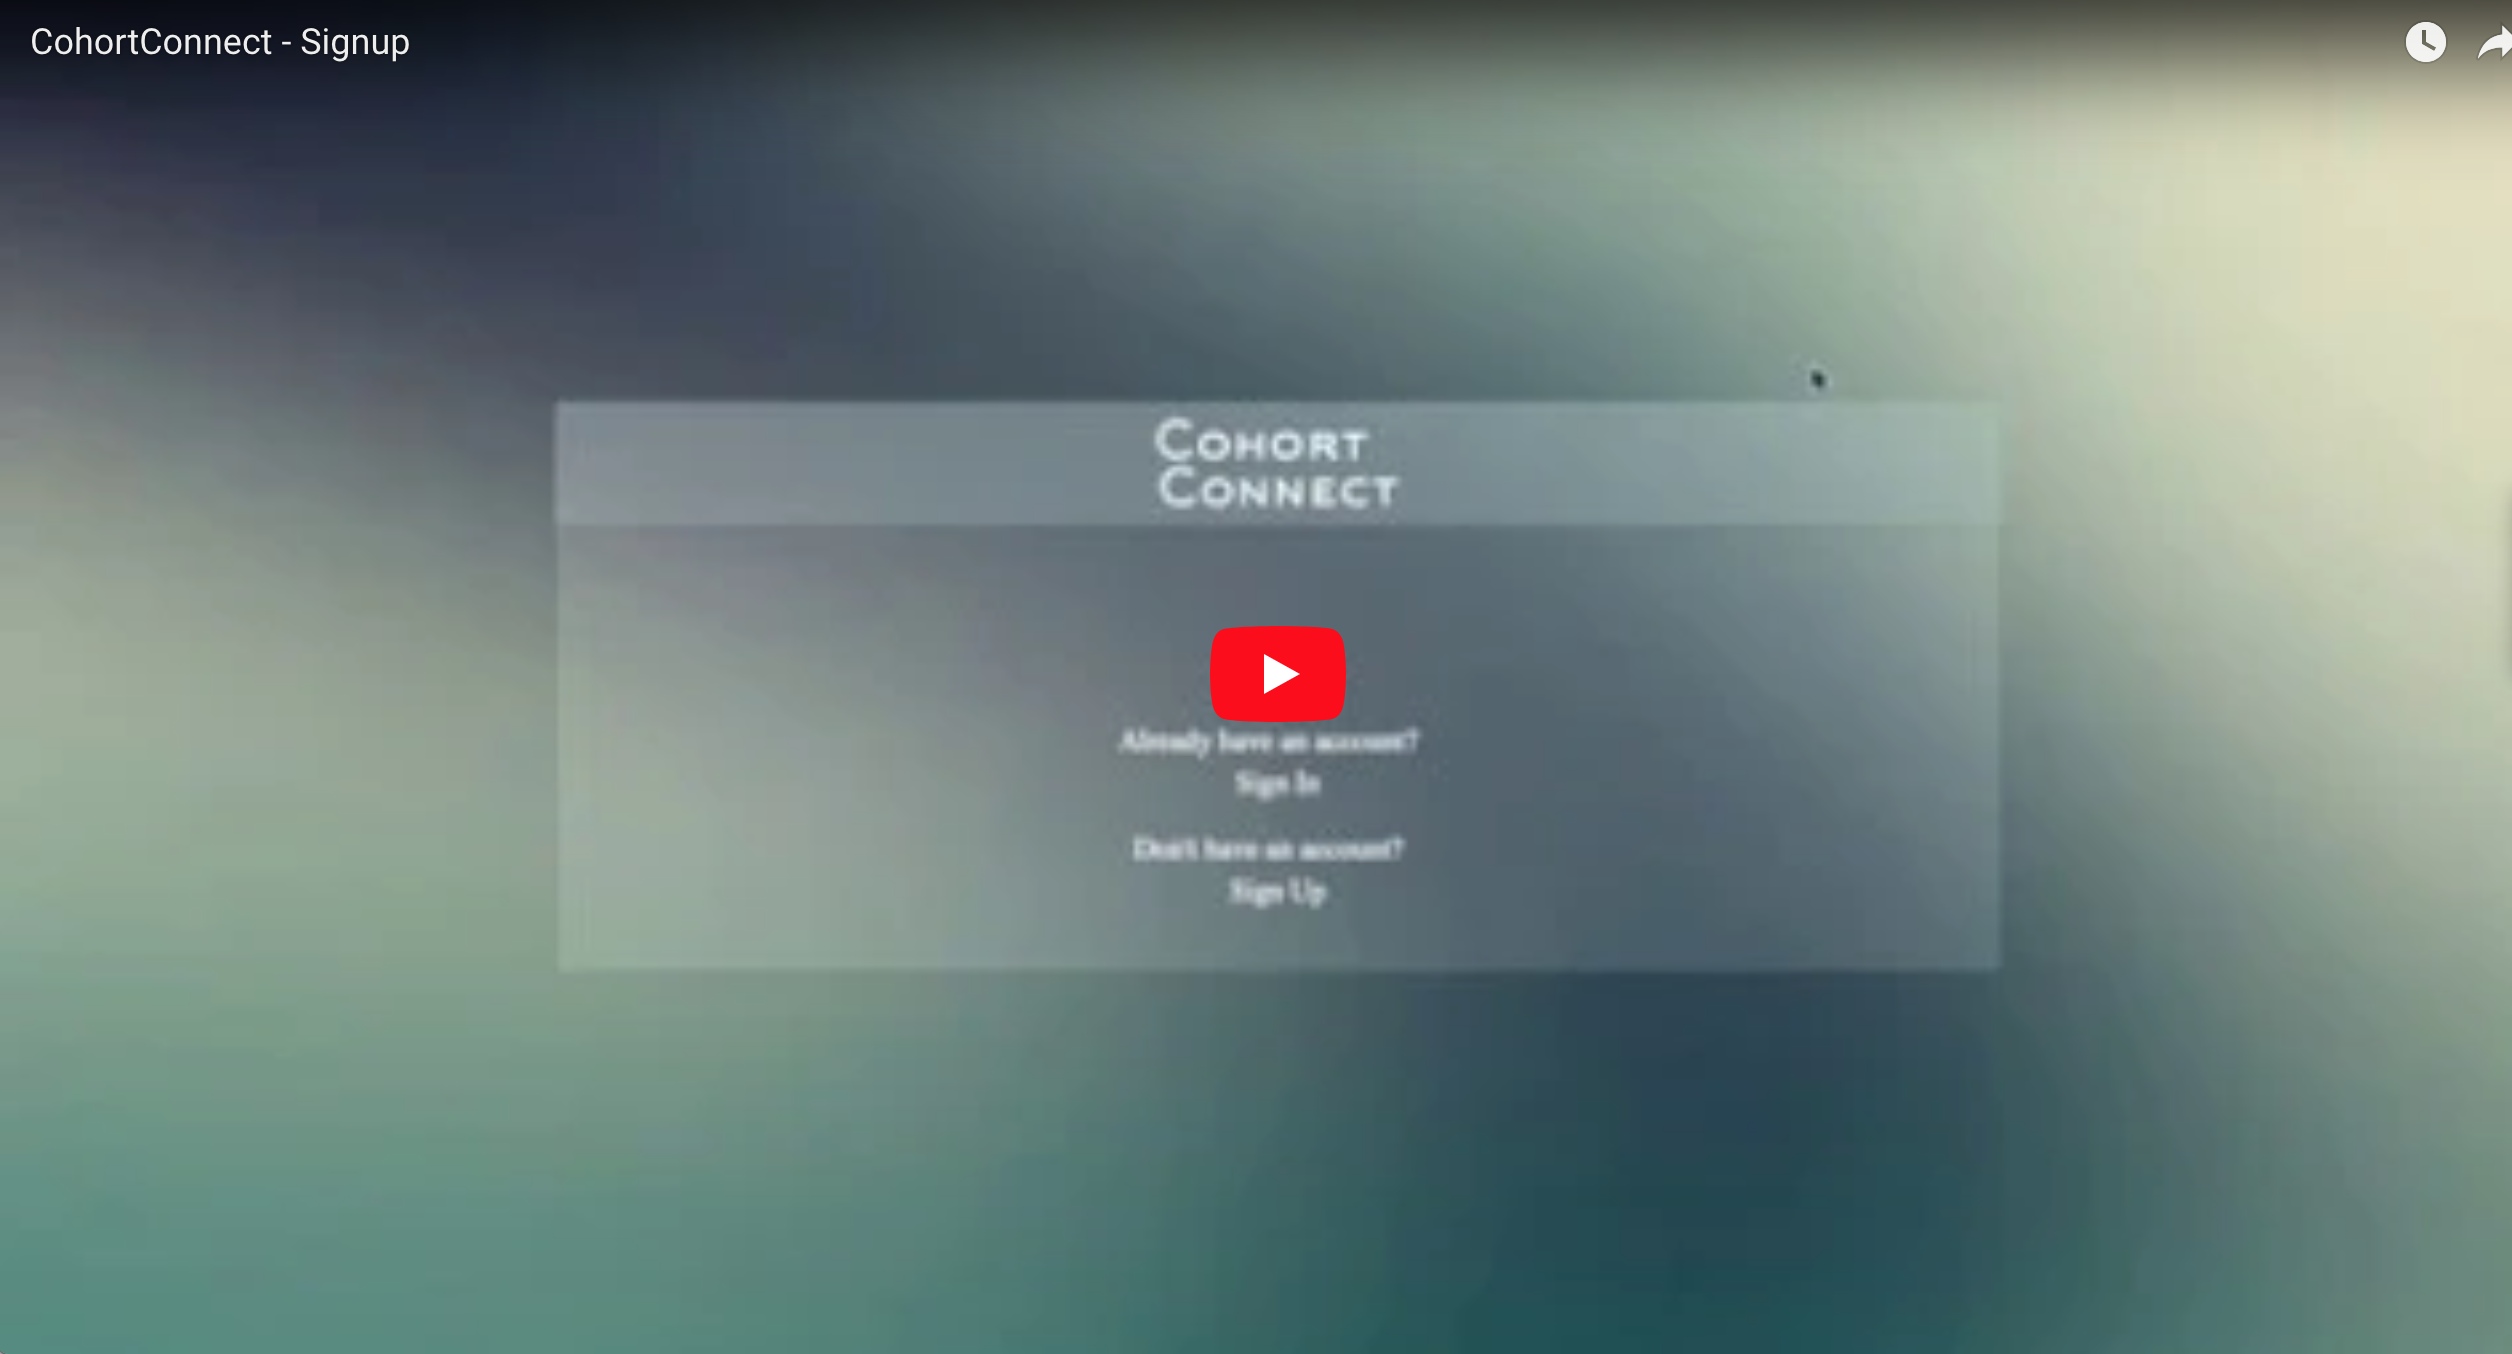 CohortConnect - Signup
COHORT
CONNECT
Already have an account?
Sign In
Don't have an account?
Sign Up